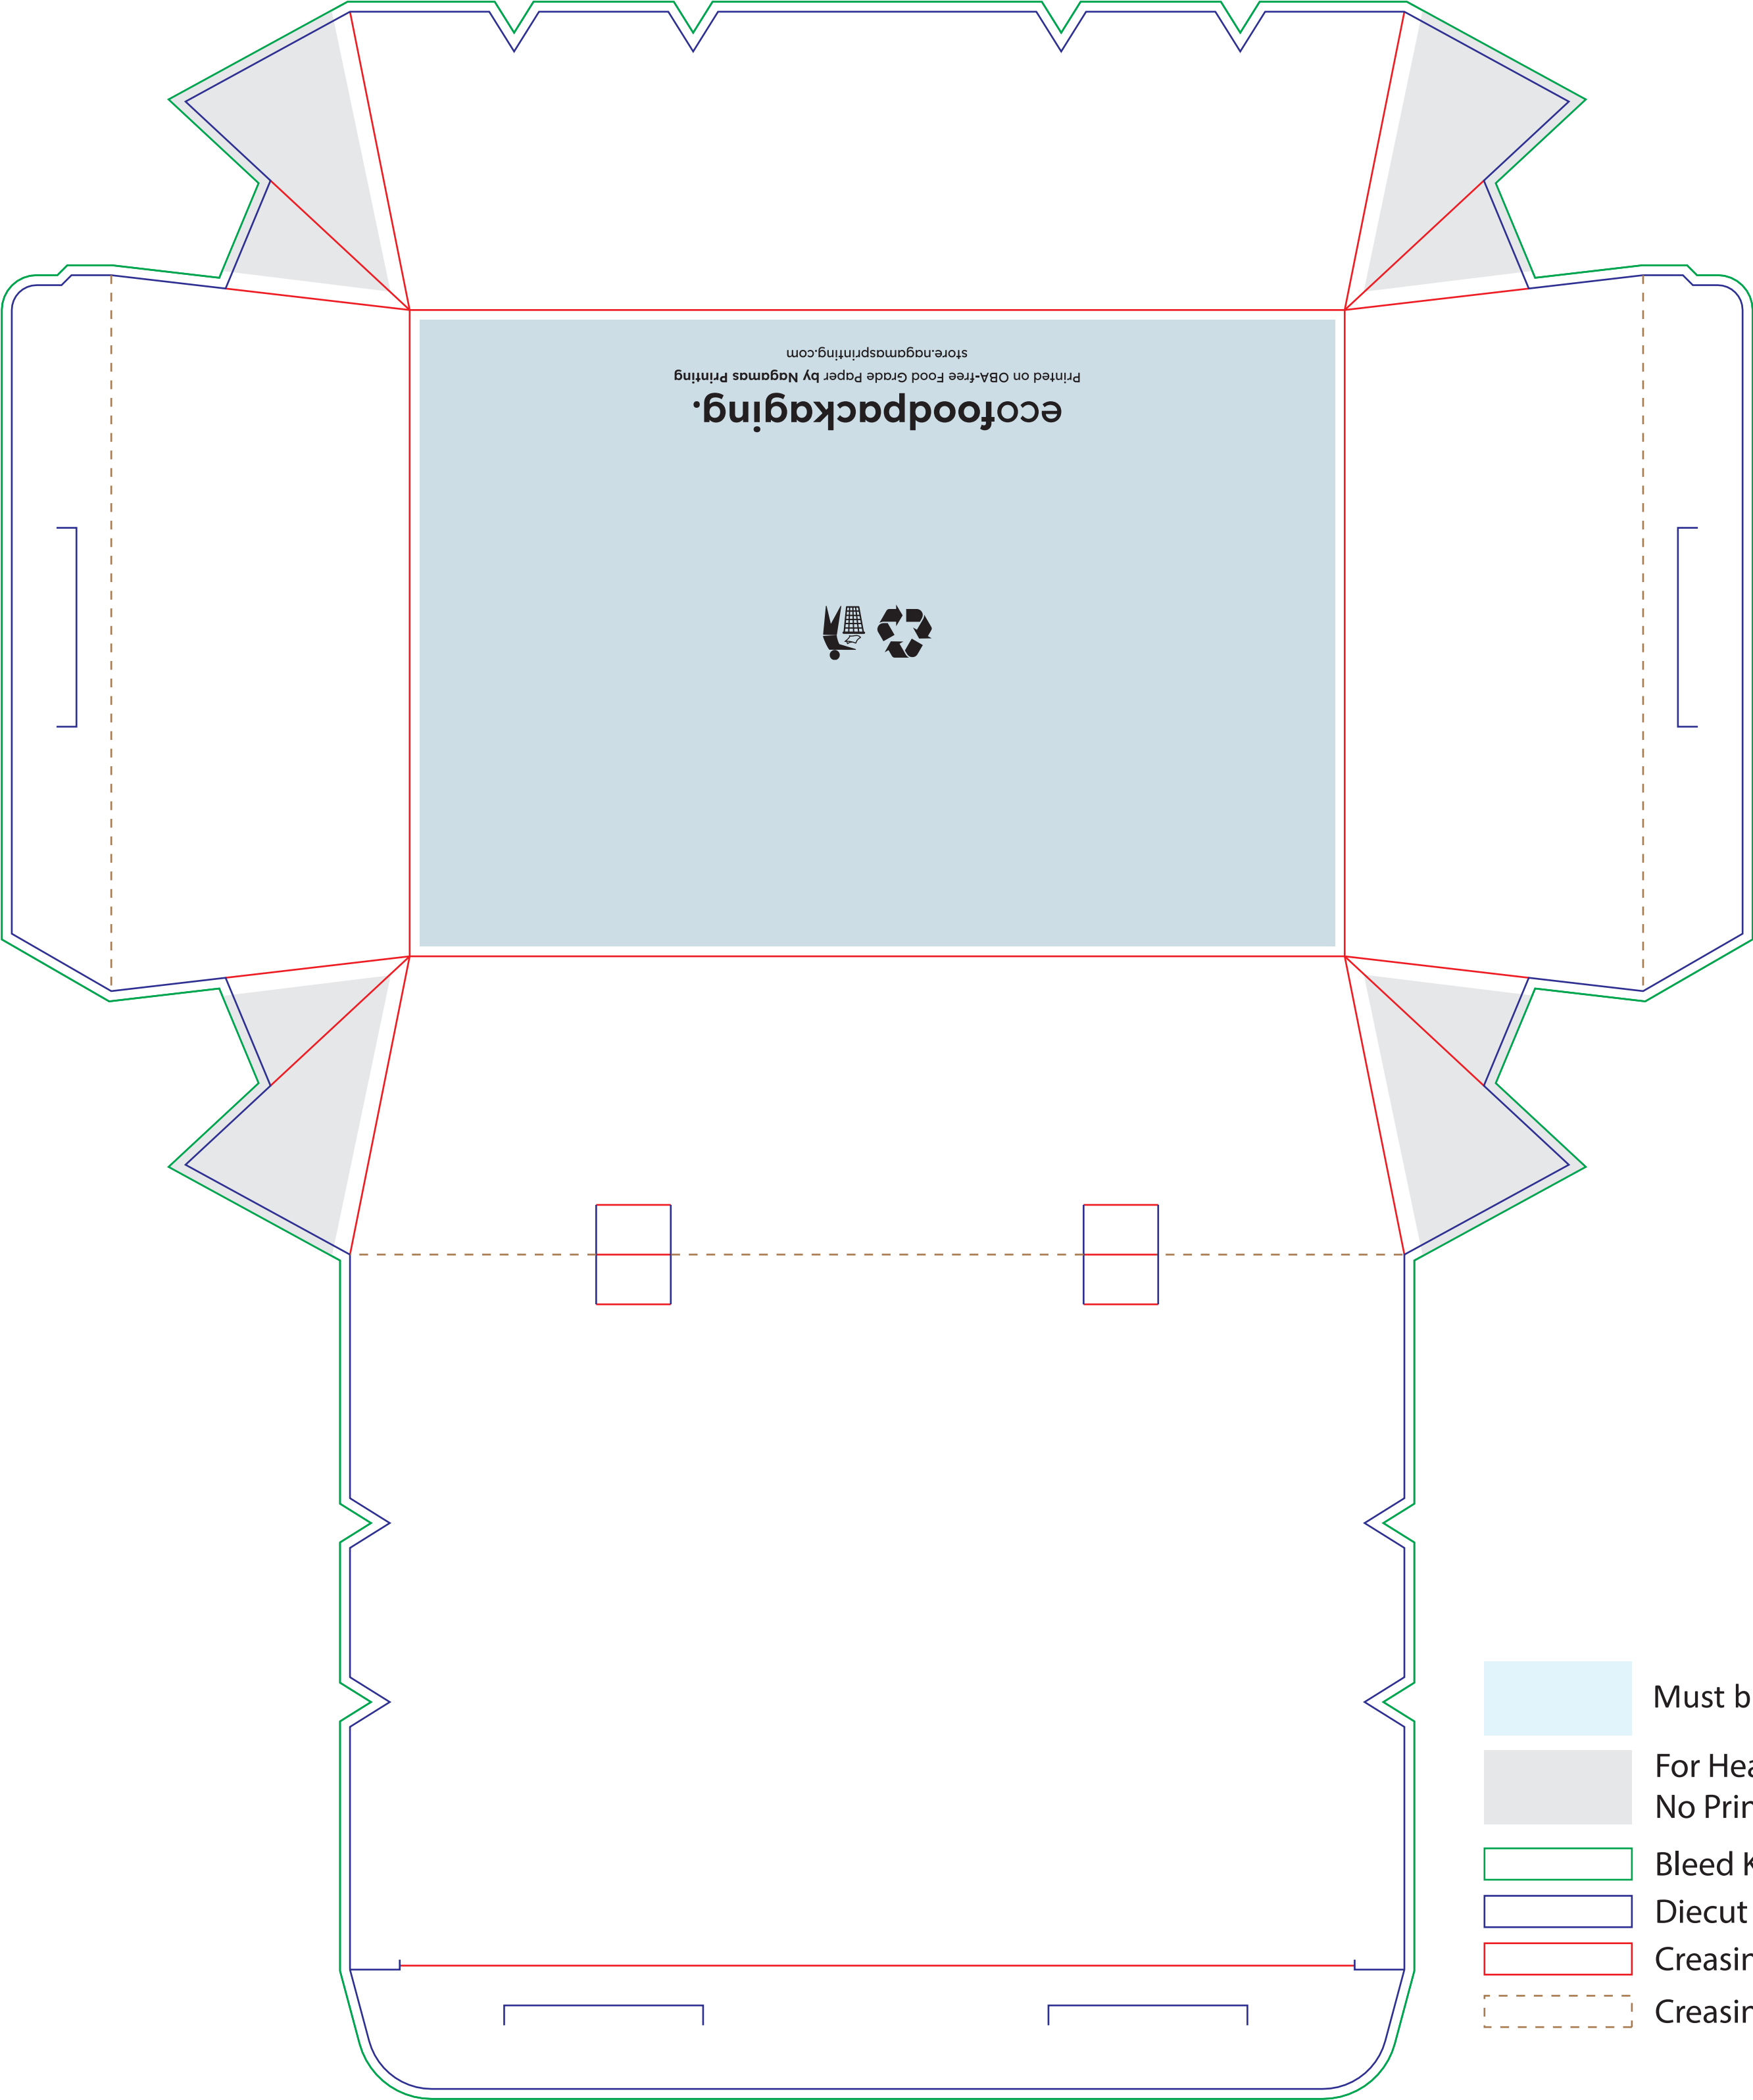 ecofoodpackaging.
Printed on OBA-free Food Grade Paper by Nagamas Printing
store.nagamasprinting.com
Must b
For Hea
No Prin
Bleed K
Diecut
Creasin
Creasin